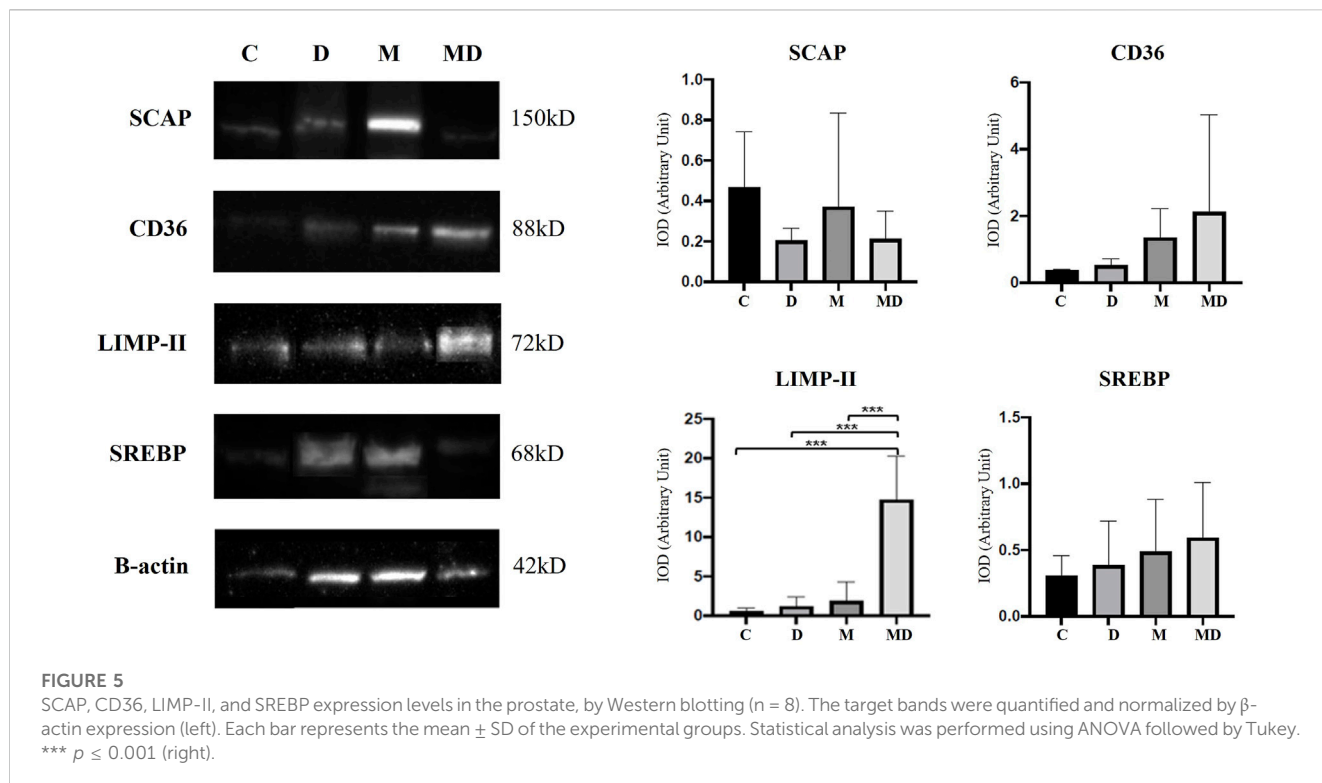 C D M MD
SCAP 150kD
CD36 88kD
LIMP-II 72kD
SREBP 68kD
B-actin 42kD
SCAP
IOD (Arbitrary Unit)
1.0
0.8
0.6
0.4
0.2
0.0
C D M MD
CD36
IOD (Arbitrary Unit)
6
4
2
0
C D M MD
LIMP-II
IOD (Arbitrary Unit)
25
20
15
10
5
0
***
***
***
C D M MD
SREBP
IOD (Arbitrary Unit)
1.5
1.0
0.5
0.0
C D M MD
FIGURE 5
SCAP, CD36, LIMP-II, and SREBP expression levels in the prostate, by Western blotting (n = 8). The target bands were quantified and normalized by β-
actin expression (left). Each bar represents the mean ± SD of the experimental groups. Statistical analysis was performed using ANOVA followed by Tukey.
*** p ≤ 0.001 (right).